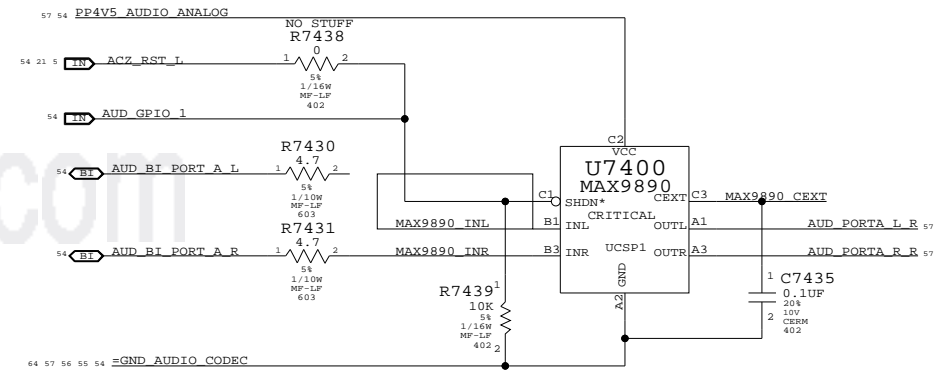 57 54 PP4V5_AUDIO_ANALOG
NO STUFF
R7438
0
54 21 5 IN ACZ_RST_L 1 2
5%
1/16W
MF-LF
402
54 IN AUD_GPIO_1
R7430
4.7
54 BI AUD_BI_PORT_A_L 1 2
5%
1/10W
MF-LF
603
R7431
4.7
54 BI AUD_BI_PORT_A_R 1 2
5%
1/10W
MF-LF
603
MAX9890_INL
MAX9890_INR
C2
VCC
U7400
MAX9890
C1 SHDN*
CEXT C3 MAX9890_CEXT
CRITICAL
B1 INL
OUTL A1 AUD_PORTA_L_R 57
UCSP1
B3 INR
OUTR A3 AUD_PORTA_R_R 57
GND
A2
R7439 1
10K
5%
1/16W
MF-LF
402 2
1 C7435
0.1UF
20%
10V
2 CERM
402
64 57 56 55 54 =GND_AUDIO_CODEC
com